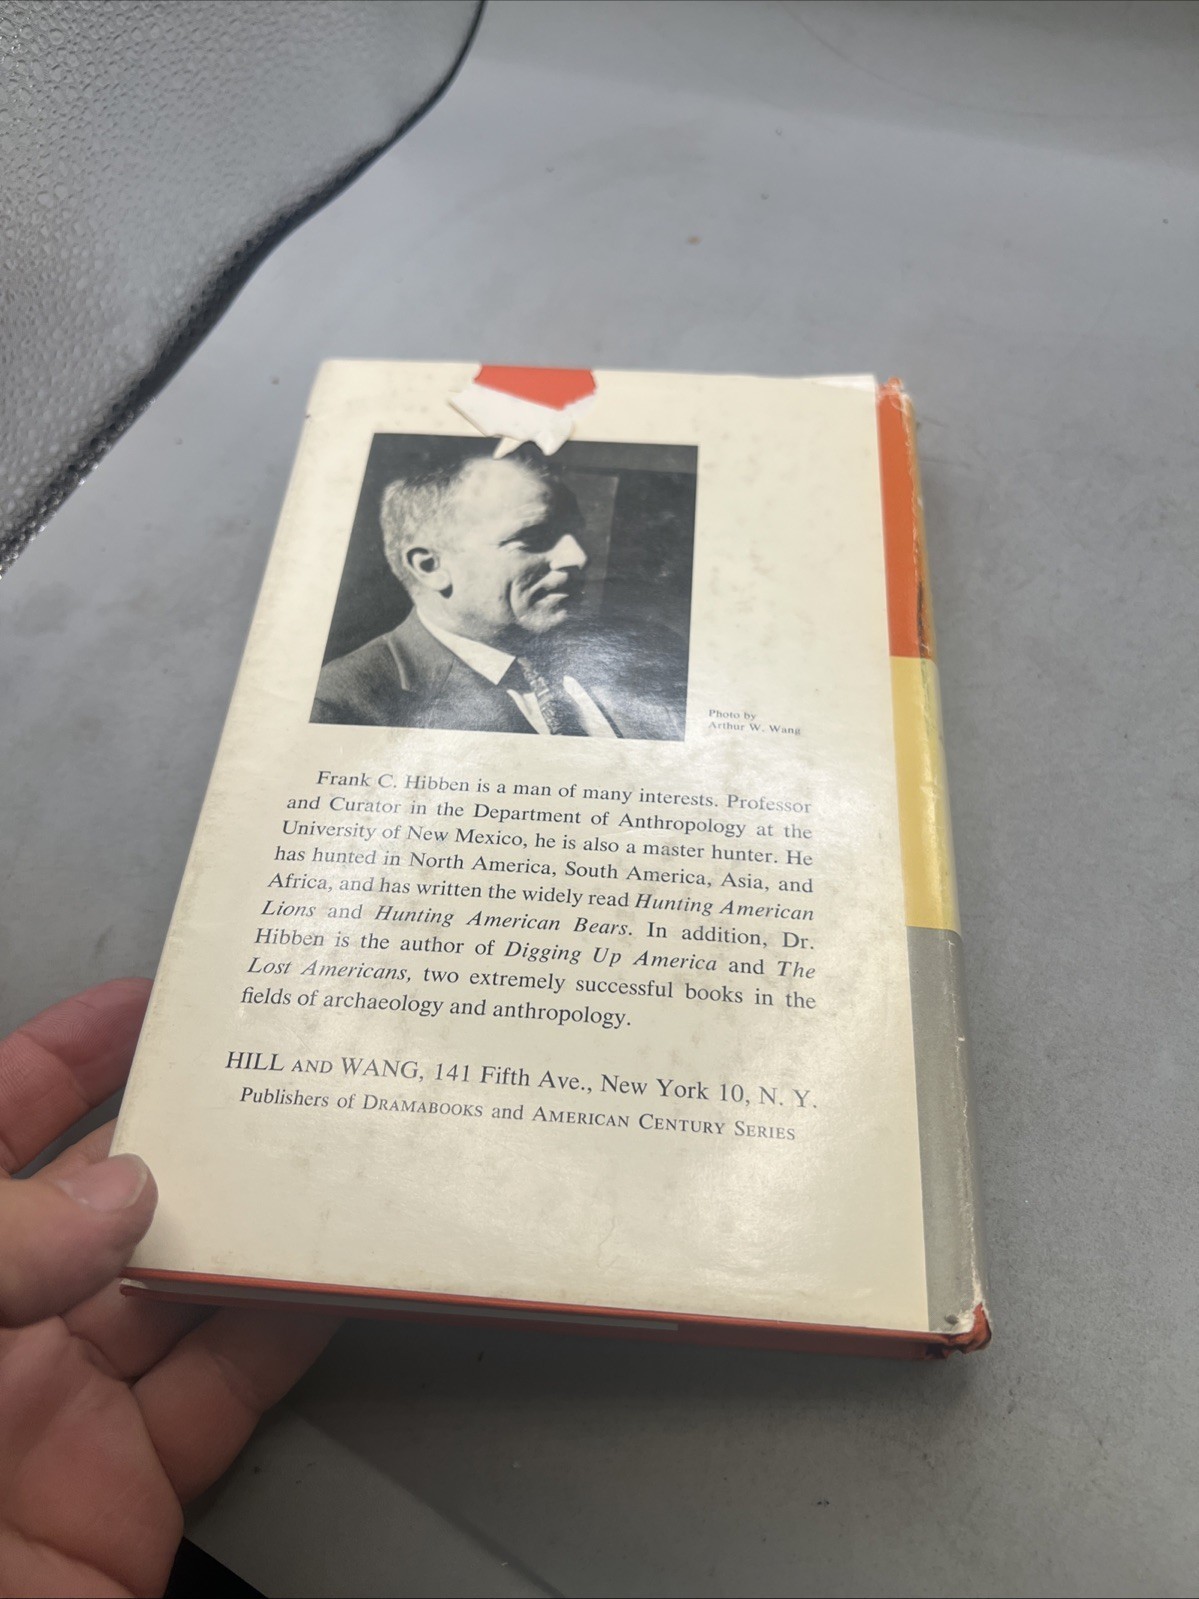 Photo by
Arthur W. Wang
Frank C. Hibben is a man of many interests. Professor
and Curator in the Department of Anthropology at the
University of New Mexico, he is also a master hunter. He
has hunted in North America, South America, Asia, and
Africa, and has written the widely read Hunting American
Lions and Hunting American Bears. In addition, Dr.
Hibben is the author of Digging Up America and The
Lost Americans, two extremely successful books in the
fields of archaeology and anthropology.
HILL AND WANG, 141 Fifth Ave., New York 10, N. Y.
Publishers of DRAMABOOKS and AMERICAN CENTURY SERIES